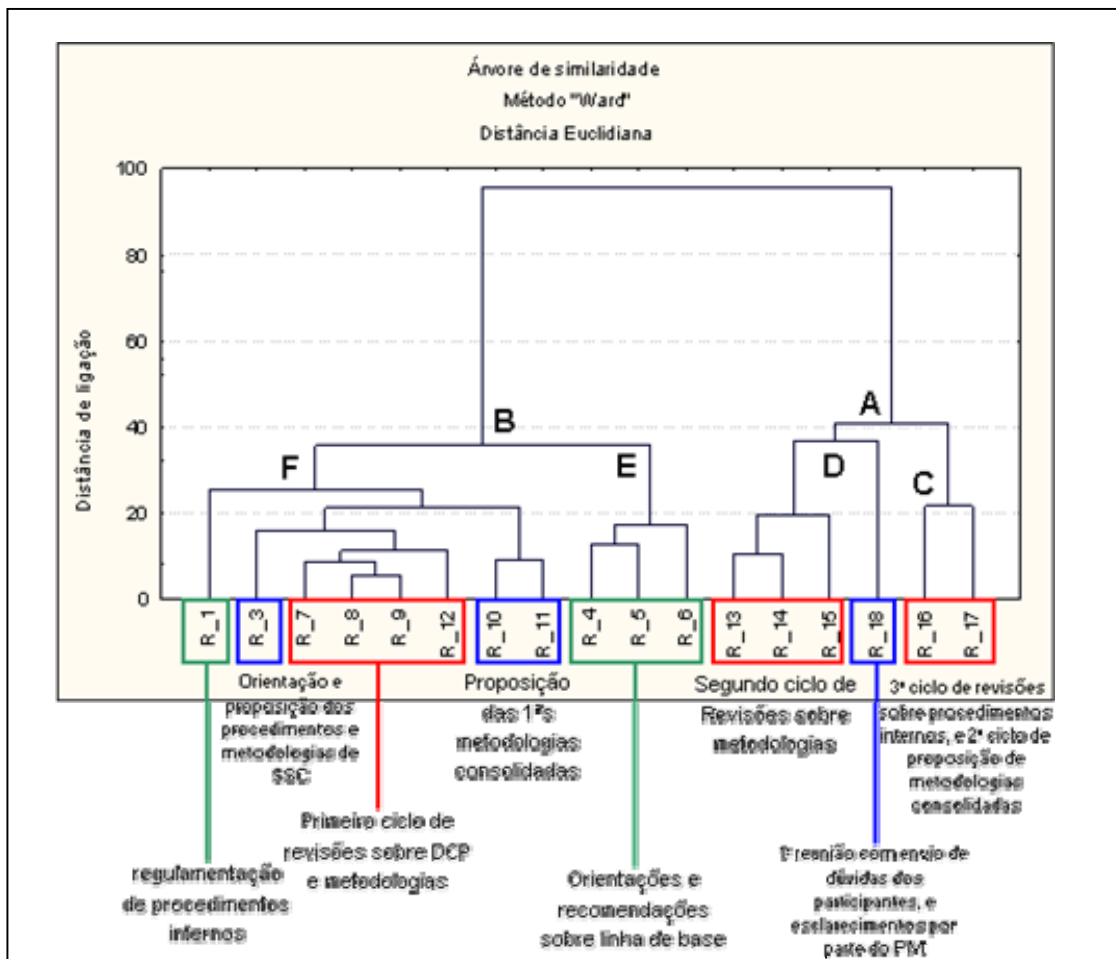 Árvore de similaridade
Método "Ward"
Distância Euclidiana
100
80
60
40
20
0
Distância de ligação
A
B
D
F
E
C
R_1
R_3
R_7
R_8
R_9
R_12
R_10
R_11
R_4
R_5
R_6
R_13
R_14
R_15
R_18
R_16
R_17
Orientação e
proposição dos
procedimentos e
metodologias de
SSC
Proposição
das 1ªs
metodologias
consolidadas
Segundo ciclo de
Revisões sobre
metodologias
3º ciclo de revisões
sobre procedimentos
internos, e 2º ciclo de
proposição de
metodologias
consolidadas
Primeiro ciclo de
revisões sobre DCP
e metodologias
regulamentação
de procedimentos
internos
Orientações e
recomendações
sobre linha de base
reunião com envio de
dúvidas dos
participantes, e
esclarecimentos por
parte do